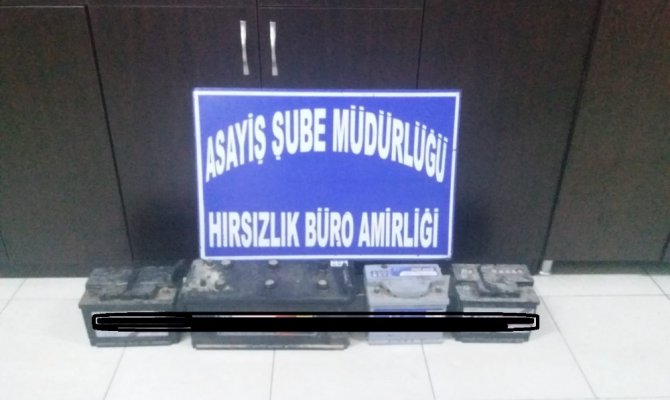 ASAYİŞ ŞUBE MÜDÜRLÜĞÜ
HIRSIZLIK BÜRO AMİRLİĞİ